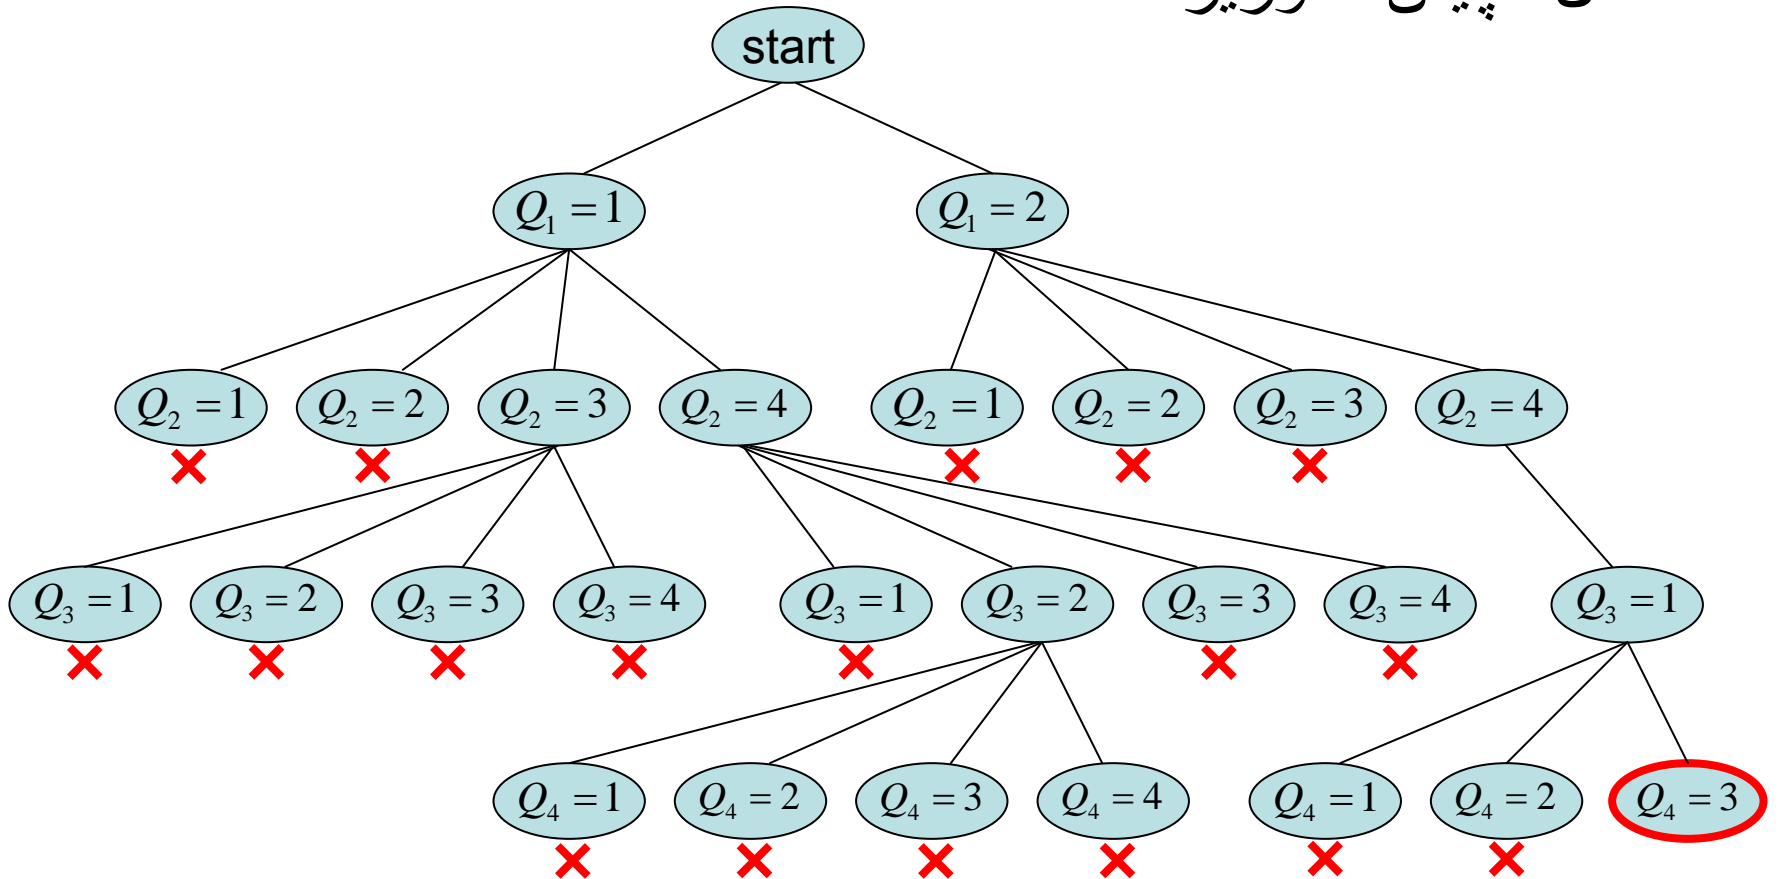 start
Q₁ = 1 Q₁ = 2
Q₂ = 1 Q₂ = 2 Q₂ = 3 Q₂ = 4 Q₂ = 1 Q₂ = 2 Q₂ = 3 Q₂ = 4
Q₃ = 1 Q₃ = 2 Q₃ = 3 Q₃ = 4 Q₃ = 1 Q₃ = 2 Q₃ = 3 Q₃ = 4 Q₃ = 1
Q₄ = 1 Q₄ = 2 Q₄ = 3 Q₄ = 4 Q₄ = 1 Q₄ = 2 Q₄ = 3